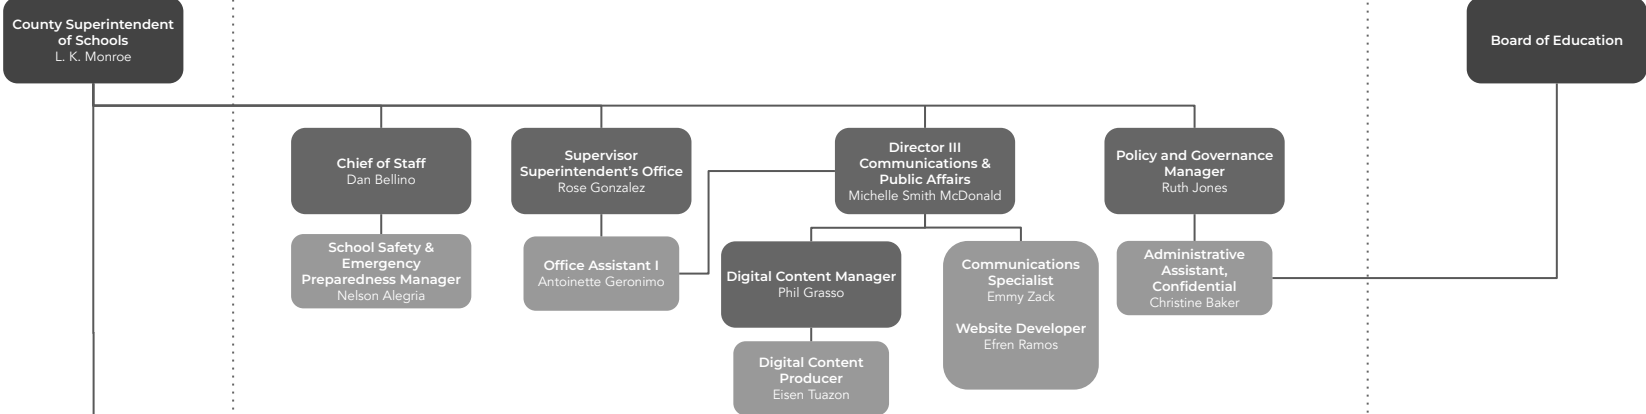 County Superintendent
of Schools
L. K. Monroe
Board of Education
Chief of Staff
Dan Bellino
Supervisor
Superintendent's Office
Rose Gonzalez
Director III
Communications &
Public Affairs
Michelle Smith McDonald
Policy and Governance
Manager
Ruth Jones
School Safety &
Emergency
Preparedness Manager
Nelson Alegria
Office Assistant I
Antoinette Geronimo
Digital Content Manager
Phil Grasso
Communications
Specialist
Emmy Zack
Website Developer
Efren Ramos
Administrative
Assistant,
Confidential
Christine Baker
Digital Content
Producer
Eisen Tuazon